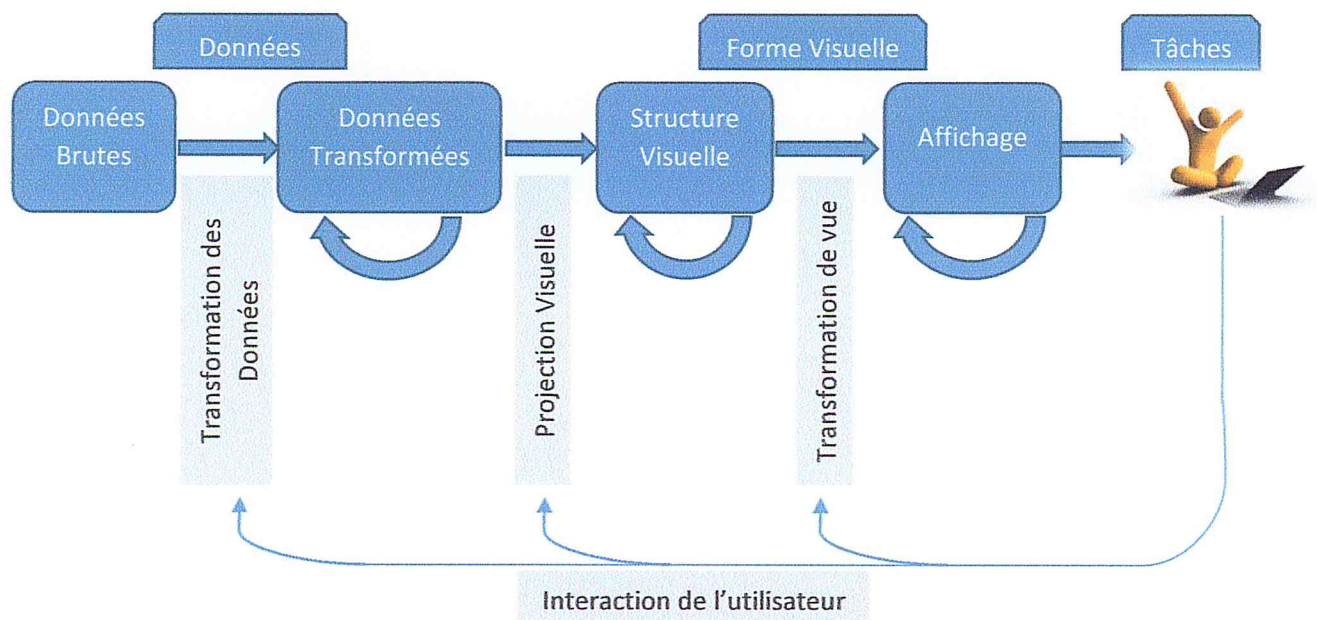 Données
Forme Visuelle
Tâches
Données
Brutes
Données
Transformées
Structure
Visuelle
Affichage
Transformation des
Données
Projection Visuelle
Transformation de vue
Interaction de l'utilisateur